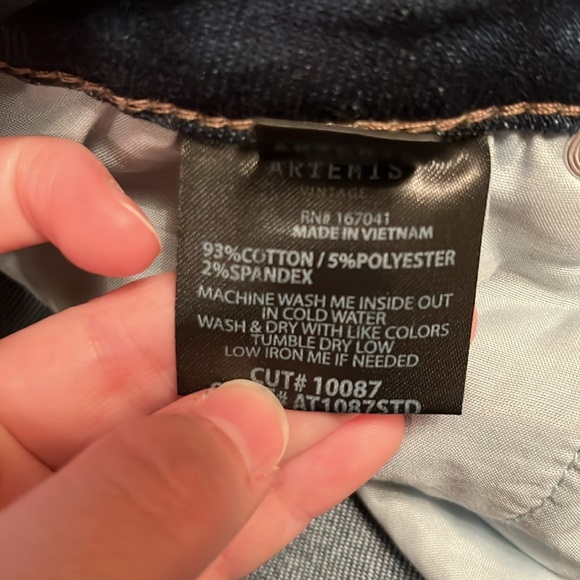 ARTEMIS
VINTAGE
RN# 167041
MADE IN VIETNAM
93%COTTON / 5%POLYESTER
2%SPANDEX
MACHINE WASH ME INSIDE OUT
IN COLD WATER
WASH & DRY WITH LIKE COLORS
TUMBLE DRY LOW
LOW IRON ME IF NEEDED
CUT# 10087
# AT1087STD